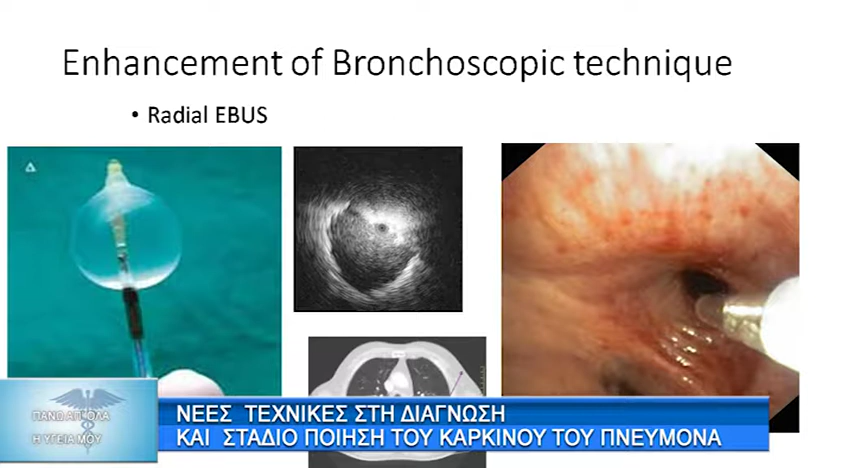 Enhancement of Bronchoscopic technique
• Radial EBUS
ΠΑΝΩ ΑΠ' ΟΛΑ
Η ΥΓΕΙΑ ΜΟΥ
ΝΕΕΣ ΤΕΧΝΙΚΕΣ ΣΤΗ ΔΙΑΓΝΩΣΗ
ΚΑΙ ΣΤΑΔΙΟ ΠΟΙΗΣΗ ΤΟΥ ΚΑΡΚΙΝΟΥ ΤΟΥ ΠΝΕΥΜΟΝΑ